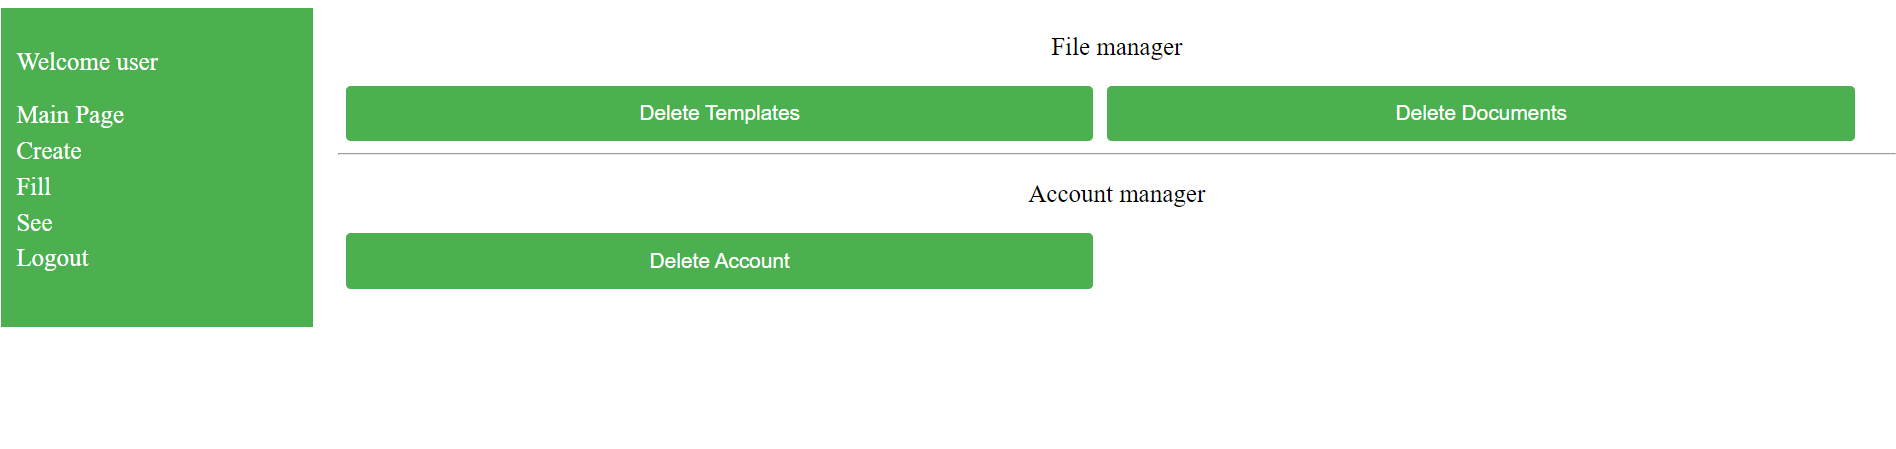 Welcome user
Main Page
Create
Fill
See
Logout
File manager
Delete Templates
Delete Documents
Account manager
Delete Account